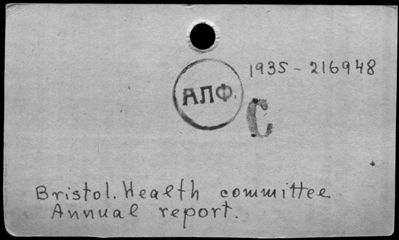 1935 - 216948
АЛФ.
C
Bristol. Health committee
Annual report.